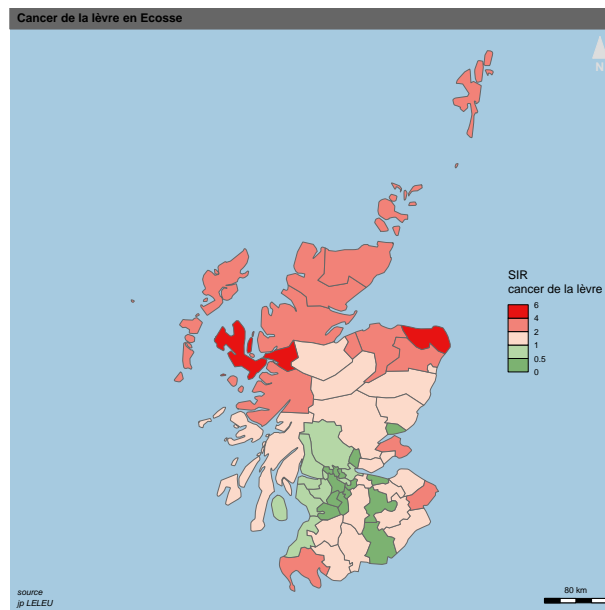 Cancer de la lèvre en Ecosse
N
SIR
cancer de la lèvre
6
4
2
1
0.5
0
source
jp LELEU
80 km